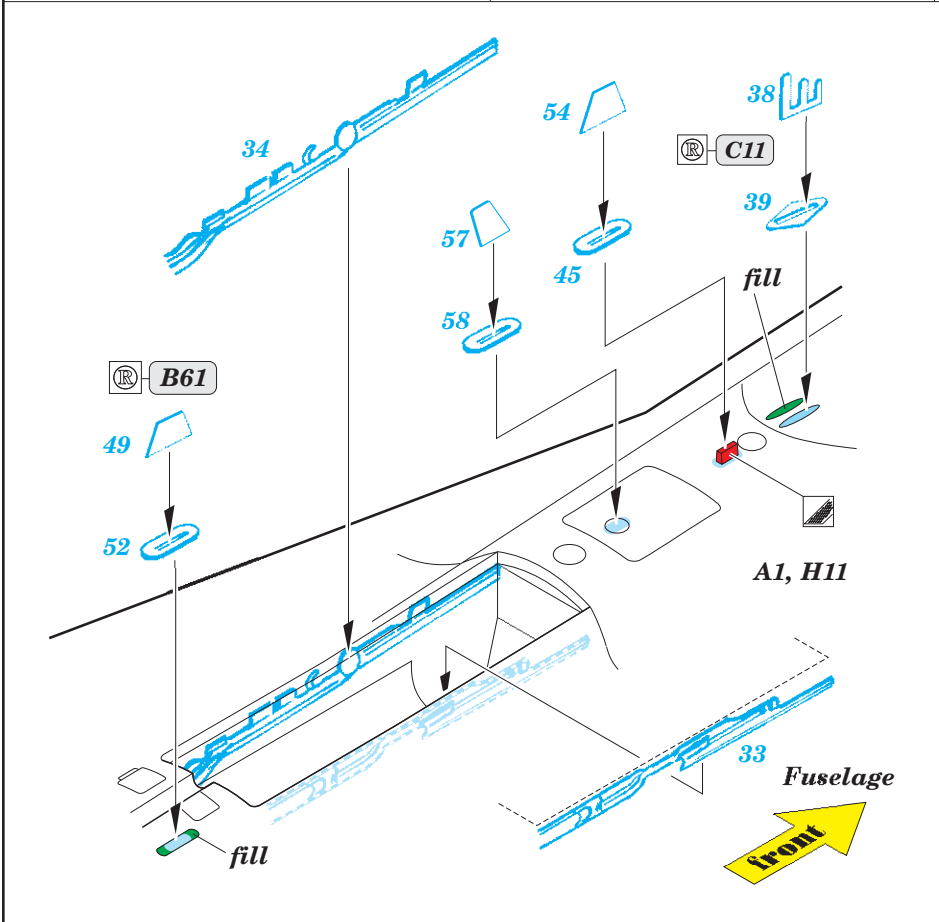 34
54
38
® C11
39
57
45
fill
58
® B61
49
52
A1, H11
33
Fuselage
front
fill